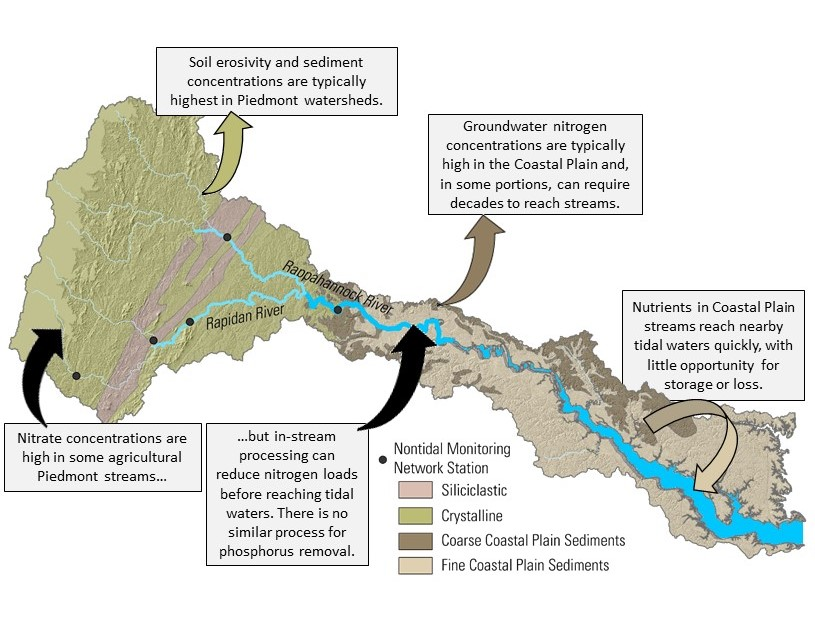 Soil erosivity and sediment
concentrations are typically
highest in Piedmont watersheds.
Groundwater nitrogen
concentrations are typically
high in the Coastal Plain and,
in some portions, can require
decades to reach streams.
Rappahannock River
Rapidan River
Nutrients in Coastal Plain
streams reach nearby
tidal waters quickly, with
little opportunity for
storage or loss.
Nitrate concentrations are
high in some agricultural
Piedmont streams...
...but in-stream
processing can
reduce nitrogen loads
before reaching tidal
waters. There is no
similar process for
phosphorus removal.
Nontidal Monitoring
Network Station
Siliciclastic
Crystalline
Coarse Coastal Plain Sediments
Fine Coastal Plain Sediments